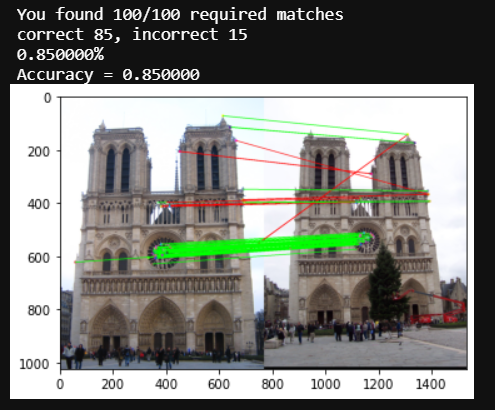 You found 100/100 required matches
correct 85, incorrect 15
0.850000%
Accuracy = 0.850000
0
200
400
600
800
1000
0 200 400 600 800 1000 1200 1400